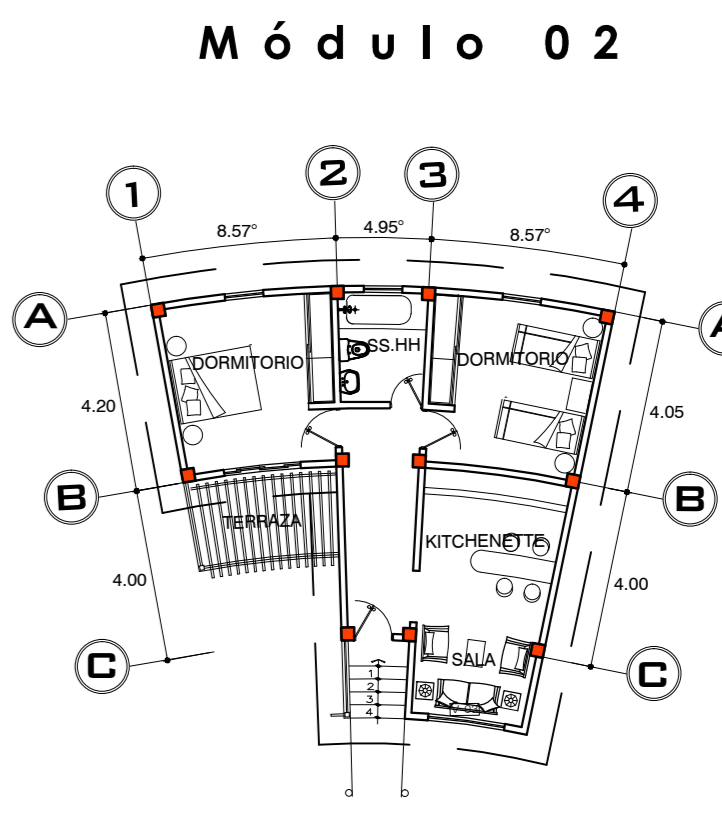 Módulo 02
1
2
3
4
8.57°
4.95°
8.57°
A
A
DORMITORIO
SS.HH
DORMITORIO
4.20
4.05
B
B
TERRAZA
KITCHENETTE
4.00
4.00
C
SALA
C
1
2
3
4